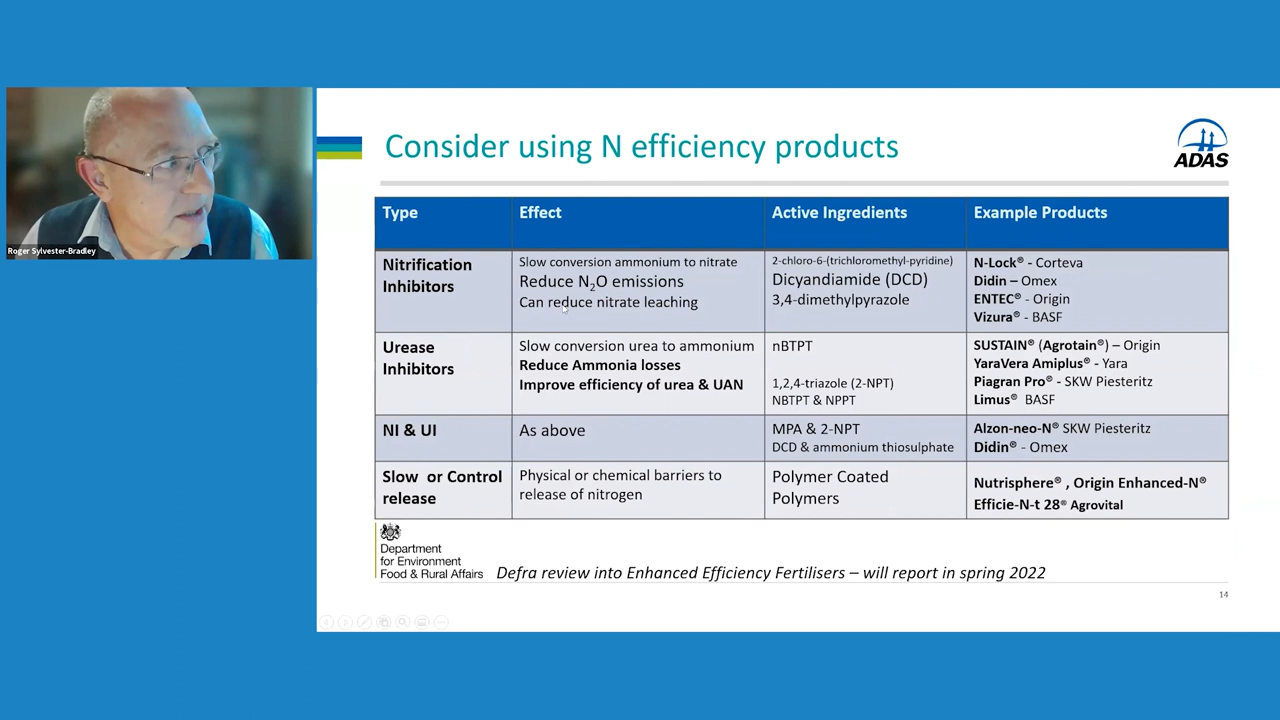 Roger Sylvester-Bradley
Consider using N efficiency products
ADAS
Type
Effect
Active Ingredients
Example Products
Nitrification
Inhibitors
Slow conversion ammonium to nitrate
Reduce N₂O emissions
Can reduce nitrate leaching
2-chloro-6-(trichloromethyl-pyridine)
Dicyandiamide (DCD)
3,4-dimethylpyrazole
N-Lock® - Corteva
Didin – Omex
ENTEC® - Origin
Vizura® - BASF
Urease
Inhibitors
Slow conversion urea to ammonium
Reduce Ammonia losses
Improve efficiency of urea & UAN
nBTPT
1,2,4-triazole (2-NPT)
NBTPT & NPPT
SUSTAIN® (Agrotain®) – Origin
YaraVera Amiplus® - Yara
Piagran Pro® - SKW Piesteritz
Limus® BASF
NI & UI
As above
MPA & 2-NPT
DCD & ammonium thiosulphate
Alzon-neo-N® SKW Piesteritz
Didin® - Omex
Slow or Control
release
Physical or chemical barriers to
release of nitrogen
Polymer Coated
Polymers
Nutrisphere® , Origin Enhanced-N®
Efficie-N-t 28® Agrovital
Department
for Environment
Food & Rural Affairs
Defra review into Enhanced Efficiency Fertilisers – will report in spring 2022
14